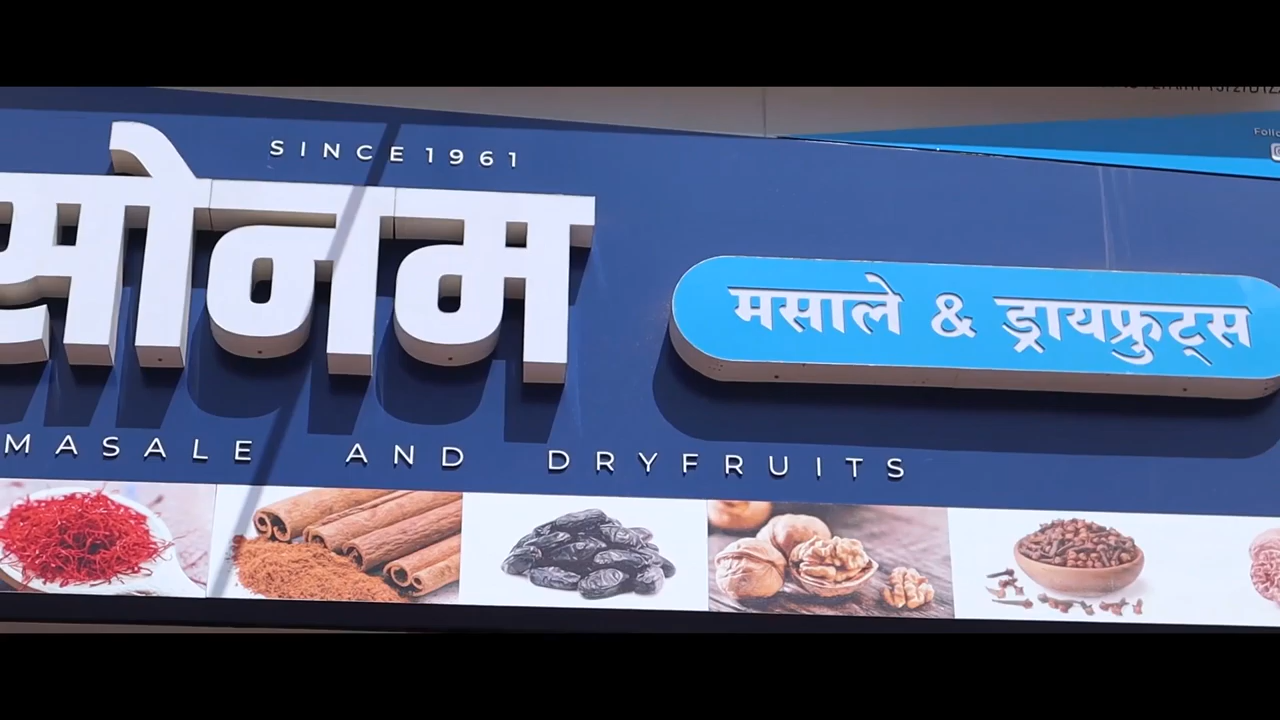 SINCE 1961
सोनम
मसाले & ड्रायफ्रुट्स
MASALE AND DRYFRUITS